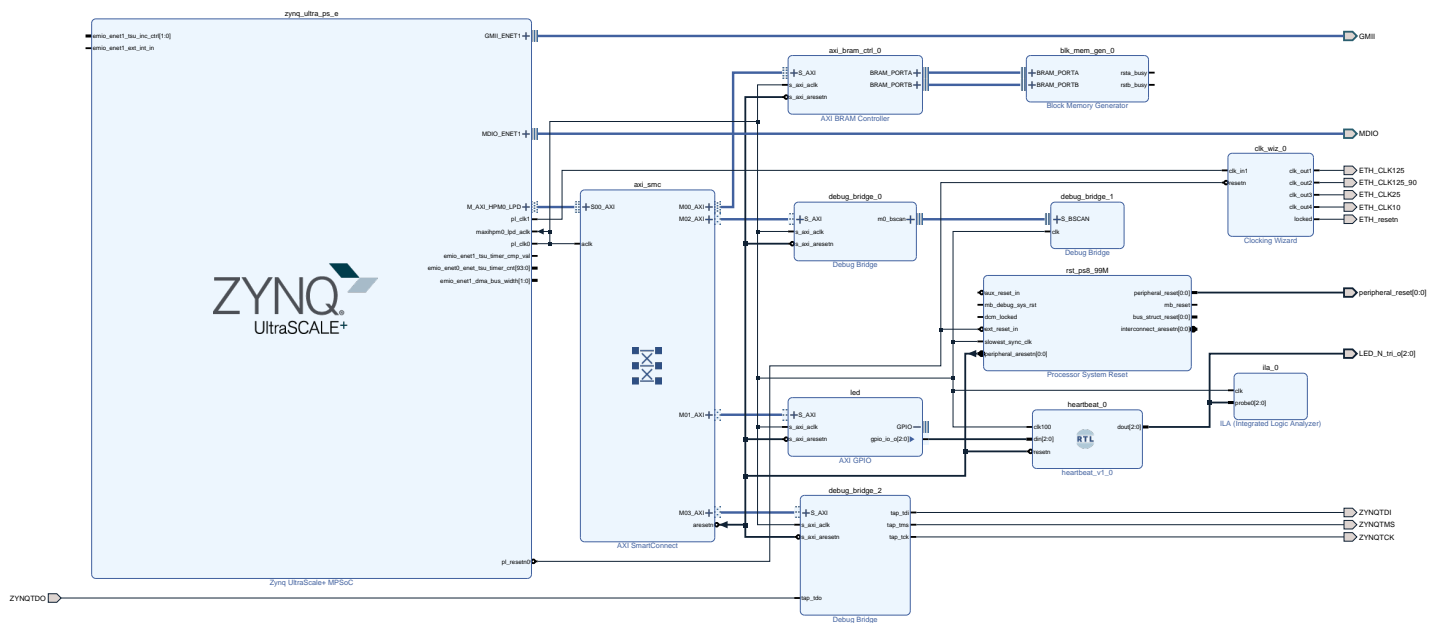 zynq_ultra_ps_e
emio_enet1_tsu_inc_ctrl[1:0]
emio_enet1_ext_int_in
GMII_ENET1
MDIO_ENET1
M_AXI_HPM0_LPD
pl_clk1
maxihpm0_lpd_aclk
pl_clk0
emio_enet1_tsu_timer_cmp_val
emio_enet0_enet_tsu_timer_cnt[93:0]
emio_enet1_dma_bus_width[1:0]
pl_resetn0
ZYNQ
UltraSCALE+
Zynq UltraScale+ MPSoC
ZYNQTDO
axi_smc
S00_AXI
aclk
M00_AXI
M02_AXI
M01_AXI
M03_AXI
aresetn
AXI SmartConnect
axi_bram_ctrl_0
S_AXI
s_axi_aclk
s_axi_aresetn
BRAM_PORTA
BRAM_PORTB
AXI BRAM Controller
blk_mem_gen_0
BRAM_PORTA
BRAM_PORTB
rsta_busy
rstb_busy
Block Memory Generator
debug_bridge_0
S_AXI
s_axi_aclk
s_axi_aresetn
m0_bscan
Debug Bridge
debug_bridge_1
S_BSCAN
clk
Debug Bridge
clk_wiz_0
clk_in1
resetn
clk_out1
clk_out2
clk_out3
clk_out4
locked
Clocking Wizard
rst_ps8_99M
aux_reset_in
mb_debug_sys_rst
dcm_locked
ext_reset_in
slowest_sync_clk
peripheral_aresetn[0:0]
peripheral_reset[0:0]
mb_reset
bus_struct_reset[0:0]
interconnect_aresetn[0:0]
Processor System Reset
led
S_AXI
s_axi_aclk
s_axi_aresetn
GPIO
gpio_io_o[2:0]
AXI GPIO
heartbeat_0
clk100
din[2:0]
resetn
RTL
dout[2:0]
heartbeat_v1_0
ila_0
clk
probe0[2:0]
ILA (Integrated Logic Analyzer)
debug_bridge_2
S_AXI
s_axi_aclk
s_axi_aresetn
tap_tdo
tap_tdi
tap_tms
tap_tck
Debug Bridge
GMII
MDIO
ETH_CLK125
ETH_CLK125_90
ETH_CLK25
ETH_CLK10
ETH_resetn
peripheral_reset[0:0]
LED_N_tri_o[2:0]
ZYNQTDI
ZYNQTMS
ZYNQTCK